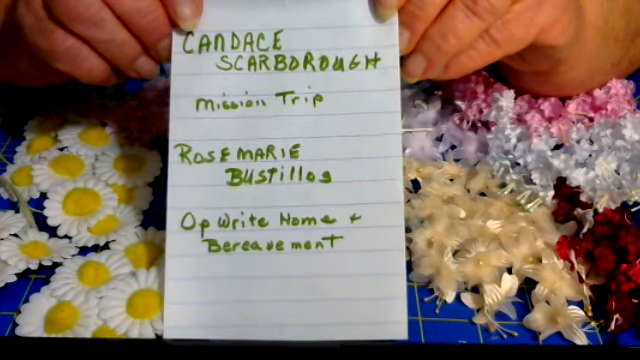 CANDACE
SCARBOROUGH
Mission Trip
ROSEMARIE
BUSTILLOS
Op Write Home +
Bereavement